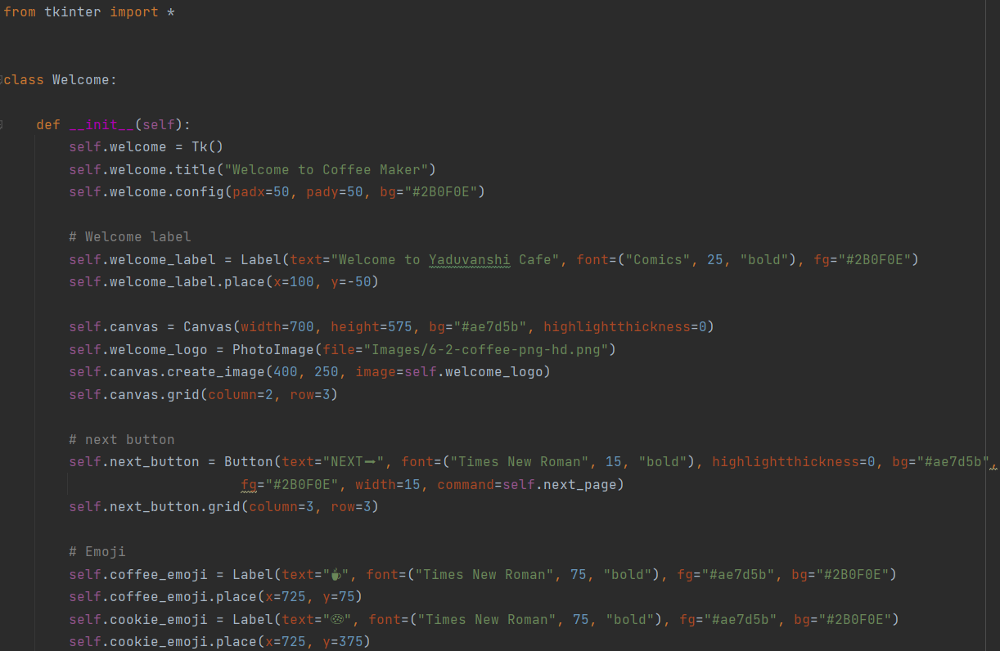 from tkinter import *
class Welcome:
def __init__(self):
self.welcome = Tk()
self.welcome.title("Welcome to Coffee Maker")
self.welcome.config(padx=50, pady=50, bg="#2B0F0E")
# Welcome label
self.welcome_label = Label(text="Welcome to Yaduvanshi Cafe", font=("Comics", 25, "bold"), fg="#2B0F0E")
self.welcome_label.place(x=100, y=-50)
self.canvas = Canvas(width=700, height=575, bg="#ae7d5b", highlightthickness=0)
self.welcome_logo = PhotoImage(file="Images/6-2-coffee-png-hd.png")
self.canvas.create_image(400, 250, image=self.welcome_logo)
self.canvas.grid(column=2, row=3)
# next button
self.next_button = Button(text="NEXT➡", font=("Times New Roman", 15, "bold"), highlightthickness=0, bg="#ae7d5b",
fg="#2B0F0E", width=15, command=self.next_page)
self.next_button.grid(column=3, row=3)
# Emoji
self.coffee_emoji = Label(text="☕", font=("Times New Roman", 75, "bold"), fg="#ae7d5b", bg="#2B0F0E")
self.coffee_emoji.place(x=725, y=75)
self.cookie_emoji = Label(text="🍪", font=("Times New Roman", 75, "bold"), fg="#ae7d5b", bg="#2B0F0E")
self.cookie_emoji.place(x=725, y=375)